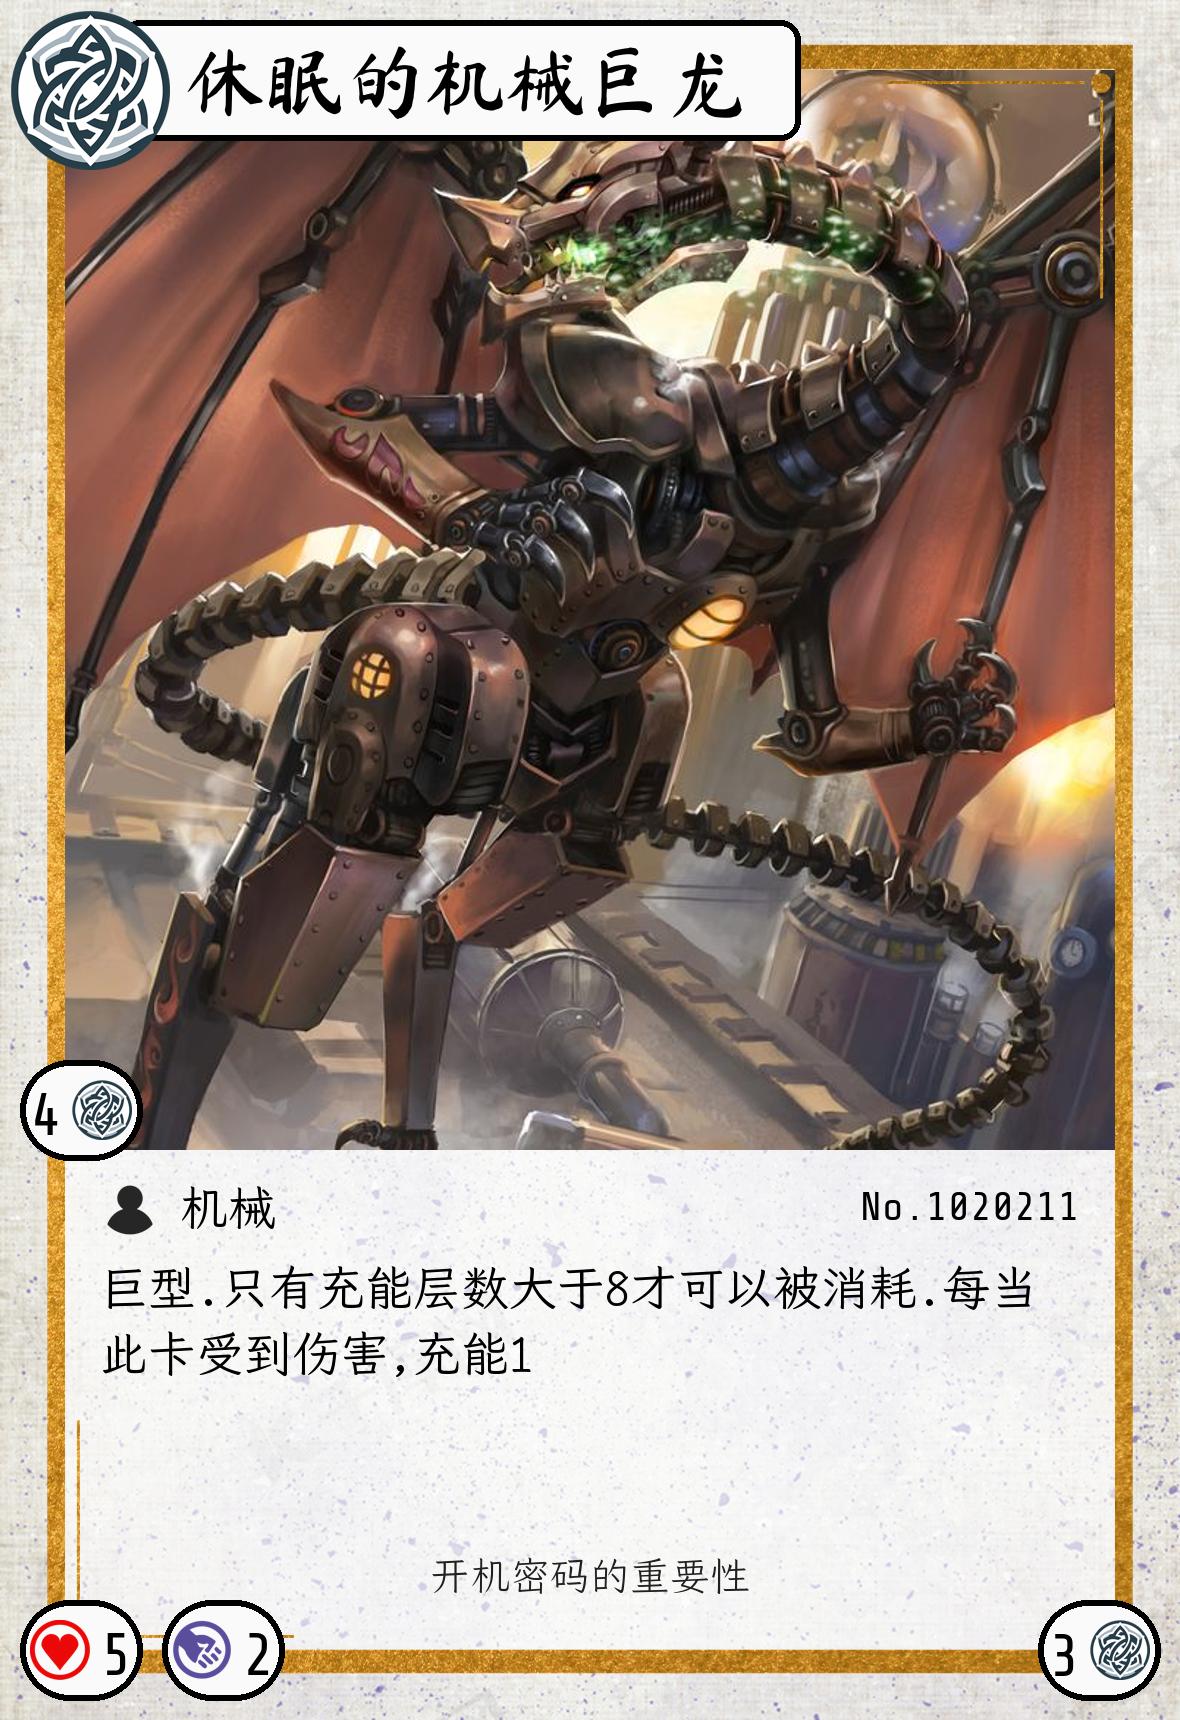 休眠的机械巨龙
4
机械
No.1020211
巨型.只有充能层数大于8才可以被消耗.每当
此卡受到伤害,充能1
开机密码的重要性
5
2
3